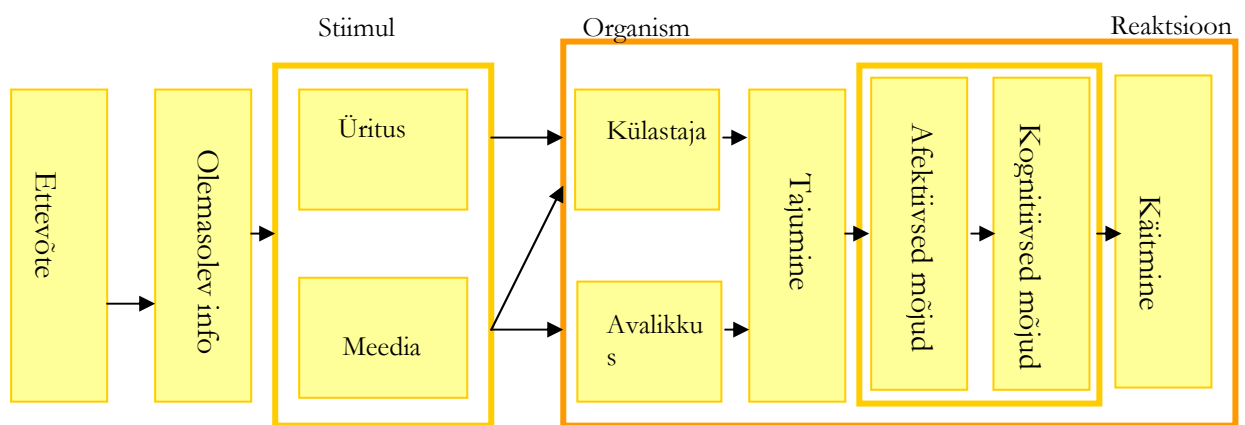 Stiimul
Organism
Reaktsioon
Ettevõte
Olemasolev info
Üritus
Meedia
Külastaja
Avalikku
s
Tajumine
Afektiivsed mõjud
Kognitiivsed mõjud
Käitmine